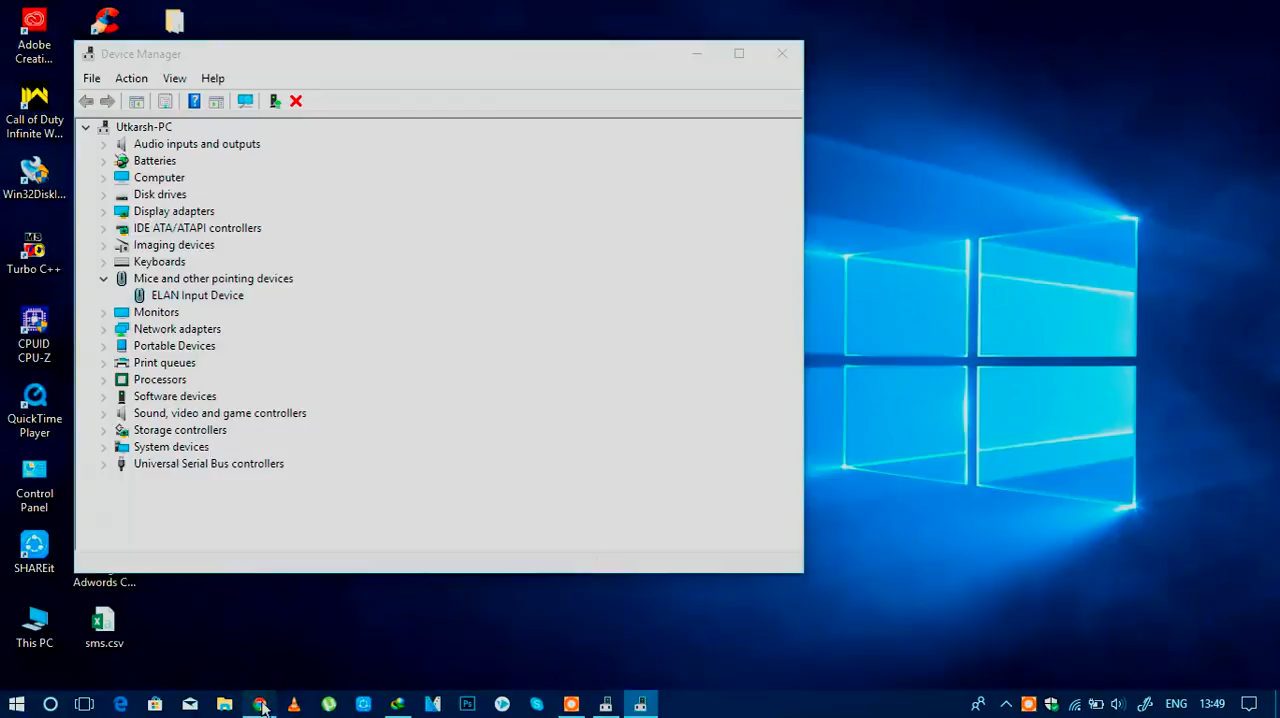 Adobe
Creati...
Call of Duty
Infinite W...
Win32DiskI...
MS
Turbo C++
CPUID
CPU-Z
QuickTime
Player
Control
Panel
SHAREit
Adwords C...
This PC
sms.csv
Device Manager
File Action View Help
Utkarsh-PC
Audio inputs and outputs
Batteries
Computer
Disk drives
Display adapters
IDE ATA/ATAPI controllers
Imaging devices
Keyboards
Mice and other pointing devices
ELAN Input Device
Monitors
Network adapters
Portable Devices
Print queues
Processors
Software devices
Sound, video and game controllers
Storage controllers
System devices
Universal Serial Bus controllers
Ps
ENG 13:49